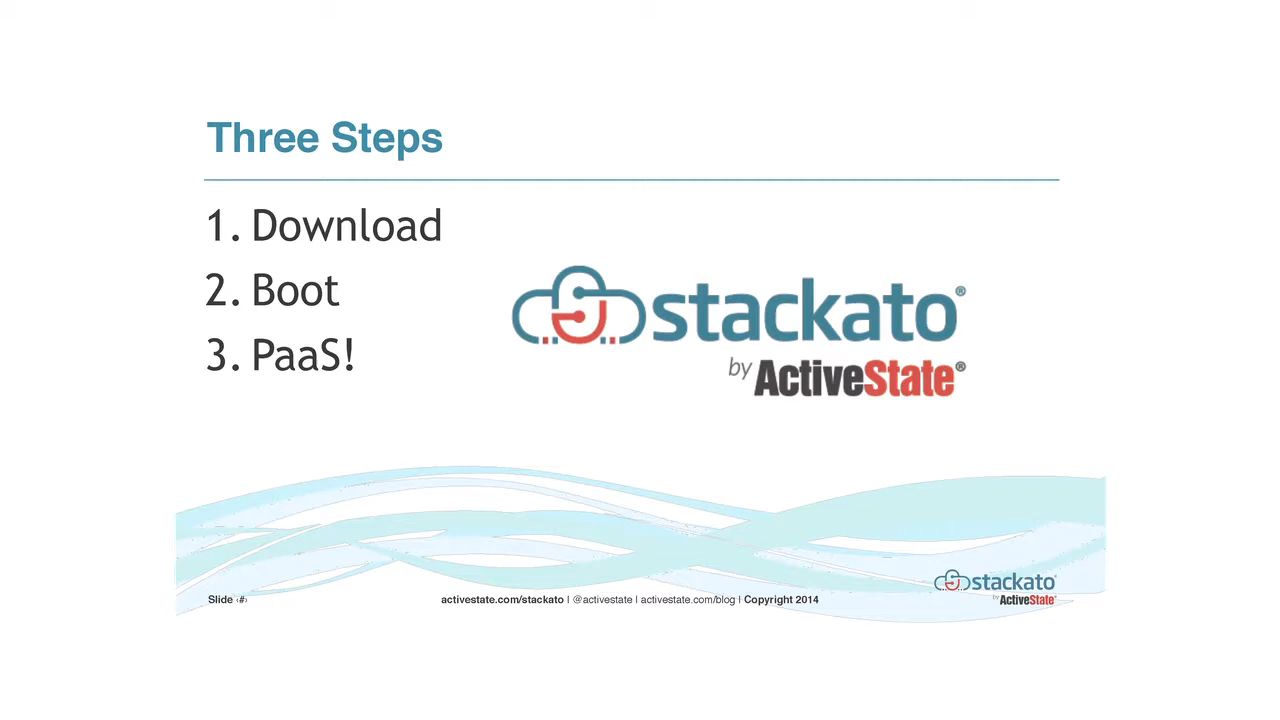 Three Steps
1. Download
2. Boot
3. PaaS!
stackato®
by ActiveState®
Slide ‹#›
activestate.com/stackato | @activestate | activestate.com/blog | Copyright 2014
stackato®
by ActiveState®